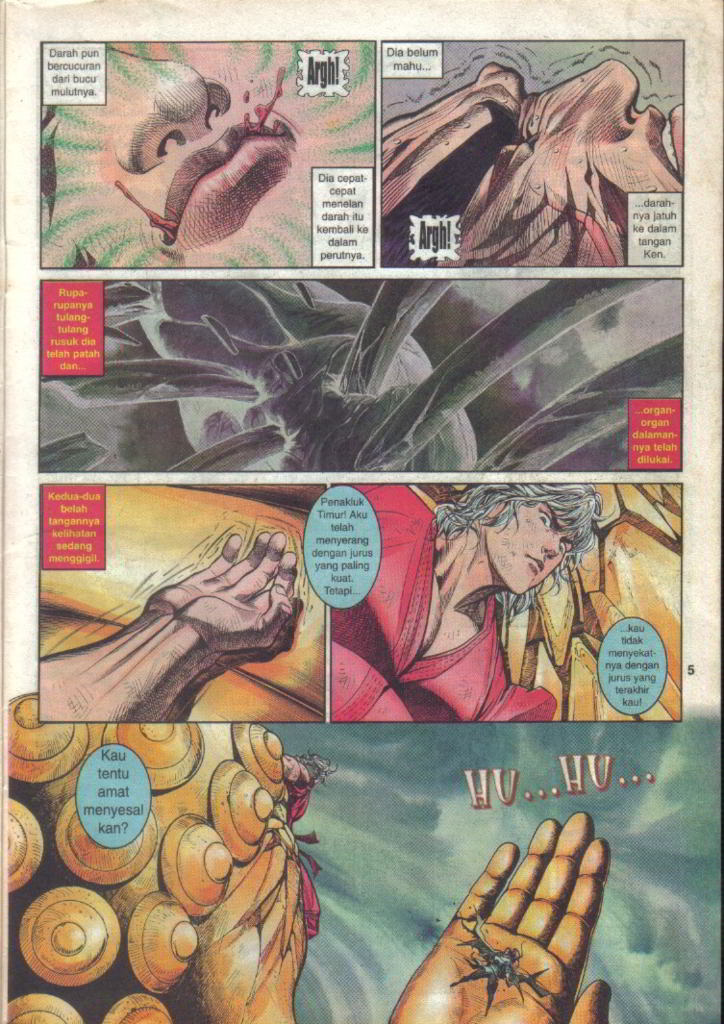 Darah pun
bercucuran
dari bucu
mulutnya.
Argh!
Dia cepat-
cepat
menelan
darah itu
kembali ke
dalam
perutnya.
Dia belum
mahu...
Argh!
...darah-
nya jatuh
ke dalam
tangan
Ken.
Rupa-
rupanya
tulang-
tulang
rusuk dia
telah patah
dan...
...organ-
organ
dalaman-
nya telah
dilukai.
Kedua-dua
belah
tangannya
kelihatan
sedang
menggigil.
Penakluk
Timur! Aku
telah
menyerang
dengan jurus
yang paling
kuat.
Tetapi...
...kau
tidak
menyekat-
nya dengan
jurus yang
terakhir
kau!
5
Kau
tentu
amat
menyesal
kan?
HU...HU...